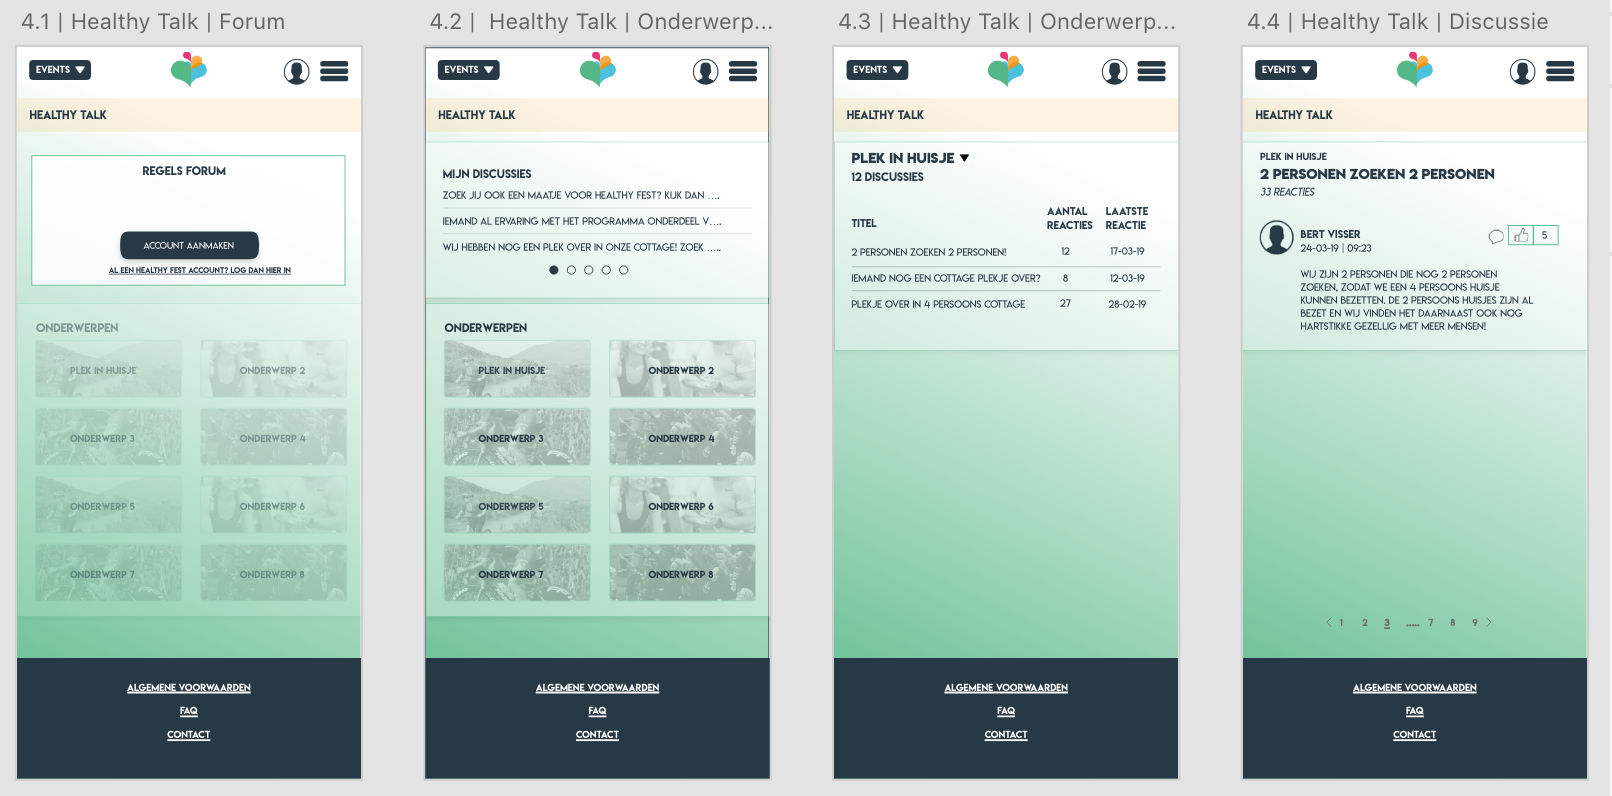 4.1 | Healthy Talk | Forum
EVENTS
HEALTHY TALK
REGELS FORUM
ACCOUNT AANMAKEN
AL EEN HEALTHY FEST ACCOUNT? LOG DAN HIER IN
ONDERWERPEN
PLEK IN HUISJE
ONDERWERP 2
ONDERWERP 3
ONDERWERP 4
ONDERWERP 5
ONDERWERP 6
ONDERWERP 7
ONDERWERP 8
ALGEMENE VOORWAARDEN
FAQ
CONTACT
4.2 | Healthy Talk | Onderwerp...
EVENTS
HEALTHY TALK
MIJN DISCUSSIES
ZOEK JIJ OOK EEN MAATJE VOOR HEALTHY FEST? KIJK DAN ....
IEMAND AL ERVARING MET HET PROGRAMMA ONDERDEEL V....
WIJ HEBBEN NOG EEN PLEK OVER IN ONZE COTTAGE! ZOEK .....
ONDERWERPEN
PLEK IN HUISJE
ONDERWERP 2
ONDERWERP 3
ONDERWERP 4
ONDERWERP 5
ONDERWERP 6
ONDERWERP 7
ONDERWERP 8
ALGEMENE VOORWAARDEN
FAQ
CONTACT
4.3 | Healthy Talk | Onderwerp...
EVENTS
HEALTHY TALK
PLEK IN HUISJE
12 DISCUSSIES
TITEL
AANTAL REACTIES
LAATSTE REACTIE
2 PERSONEN ZOEKEN 2 PERSONEN! 12 17-03-19
IEMAND NOG EEN COTTAGE PLEKJE OVER? 8 12-03-19
PLEKJE OVER IN 4 PERSOONS COTTAGE 27 28-02-19
ALGEMENE VOORWAARDEN
FAQ
CONTACT
4.4 | Healthy Talk | Discussie
EVENTS
HEALTHY TALK
PLEK IN HUISJE
2 PERSONEN ZOEKEN 2 PERSONEN
33 REACTIES
BERT VISSER
24-03-19 | 09:23
5
WIJ ZIJN 2 PERSONEN DIE NOG 2 PERSONEN
ZOEKEN, ZODAT WE EEN 4 PERSOONS HUISJE
KUNNEN BEZETTEN. DE 2 PERSOONS HUISJES ZIJN AL
BEZET EN WIJ VINDEN HET DAARNAAST OOK NOG
HARTSTIKKE GEZELLIG MET MEER MENSEN!
< 1 2 3 ..... 7 8 9 >
ALGEMENE VOORWAARDEN
FAQ
CONTACT